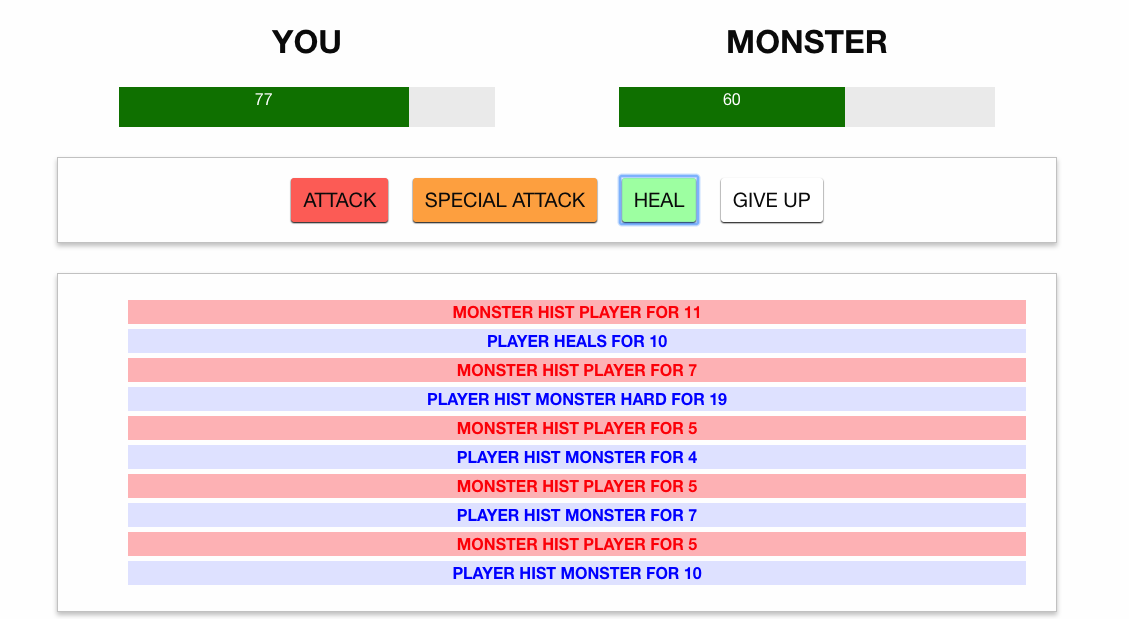 YOU
MONSTER
77
60
ATTACK
SPECIAL ATTACK
HEAL
GIVE UP
MONSTER HIST PLAYER FOR 11
PLAYER HEALS FOR 10
MONSTER HIST PLAYER FOR 7
PLAYER HIST MONSTER HARD FOR 19
MONSTER HIST PLAYER FOR 5
PLAYER HIST MONSTER FOR 4
MONSTER HIST PLAYER FOR 5
PLAYER HIST MONSTER FOR 7
MONSTER HIST PLAYER FOR 5
PLAYER HIST MONSTER FOR 10